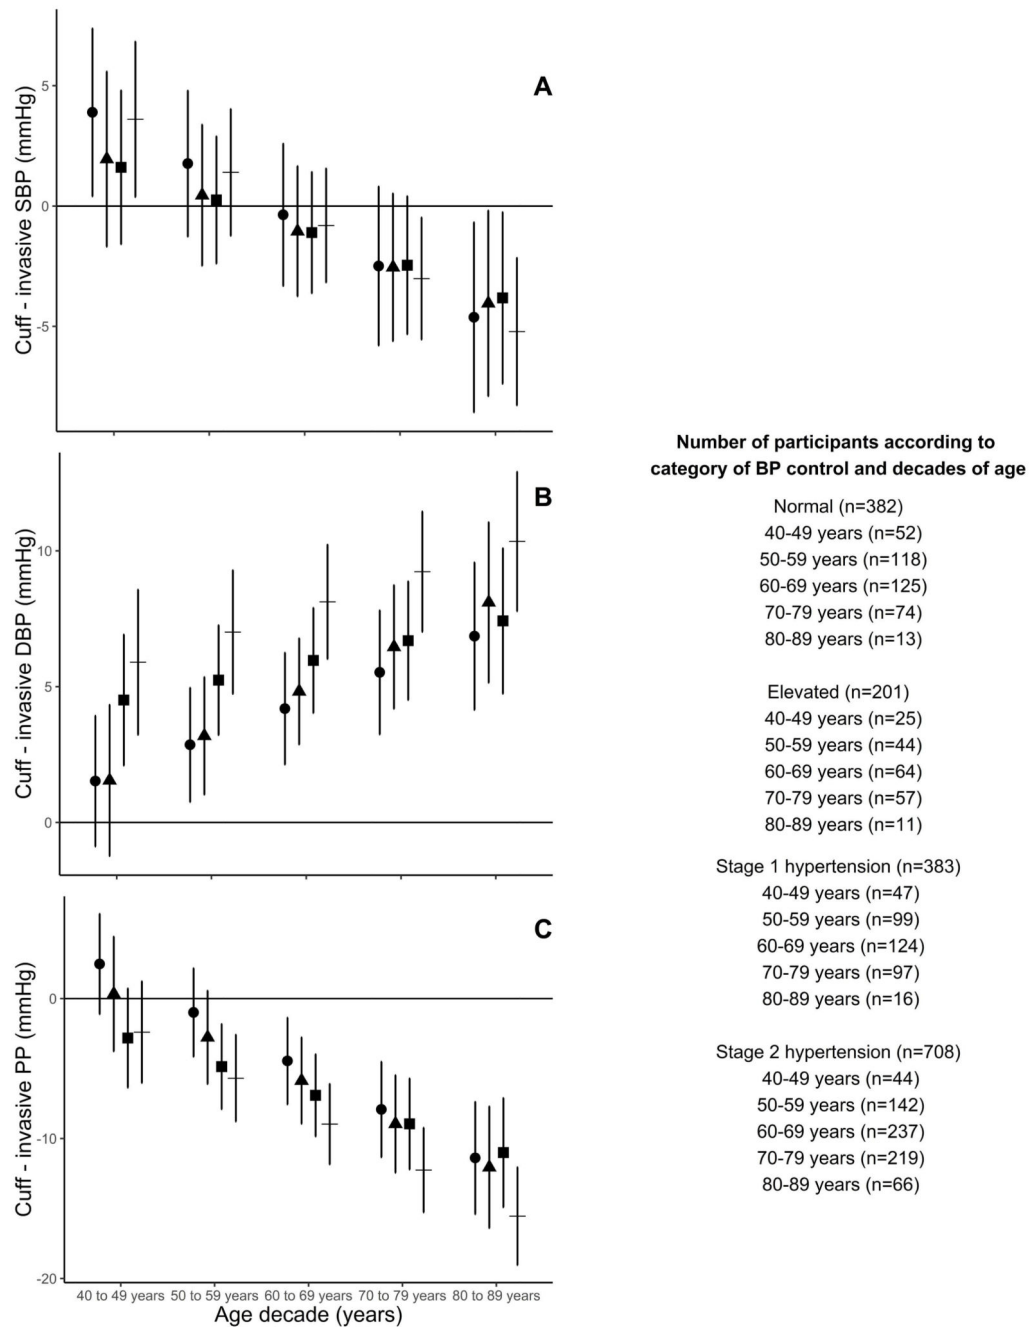 A
Cuff - invasive SBP (mmHg)
5
0
-5
B
Cuff - invasive DBP (mmHg)
10
5
0
C
Cuff - invasive PP (mmHg)
0
-10
-20
40 to 49 years 50 to 59 years 60 to 69 years 70 to 79 years 80 to 89 years
Age decade (years)
Number of participants according to
category of BP control and decades of age
Normal (n=382)
40-49 years (n=52)
50-59 years (n=118)
60-69 years (n=125)
70-79 years (n=74)
80-89 years (n=13)
Elevated (n=201)
40-49 years (n=25)
50-59 years (n=44)
60-69 years (n=64)
70-79 years (n=57)
80-89 years (n=11)
Stage 1 hypertension (n=383)
40-49 years (n=47)
50-59 years (n=99)
60-69 years (n=124)
70-79 years (n=97)
80-89 years (n=16)
Stage 2 hypertension (n=708)
40-49 years (n=44)
50-59 years (n=142)
60-69 years (n=237)
70-79 years (n=219)
80-89 years (n=66)